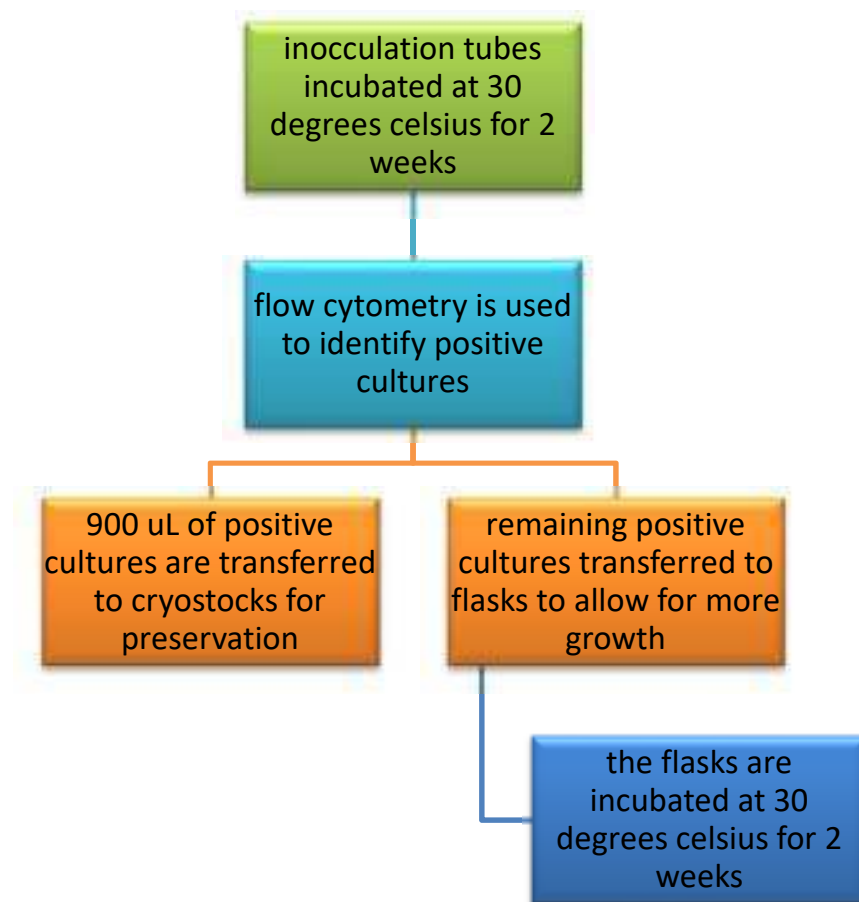 inocculation tubes
incubated at 30
degrees celsius for 2
weeks
flow cytometry is used
to identify positive
cultures
900 uL of positive
cultures are transferred
to cryostocks for
preservation
remaining positive
cultures transferred to
flasks to allow for more
growth
the flasks are
incubated at 30
degrees celsius for 2
weeks